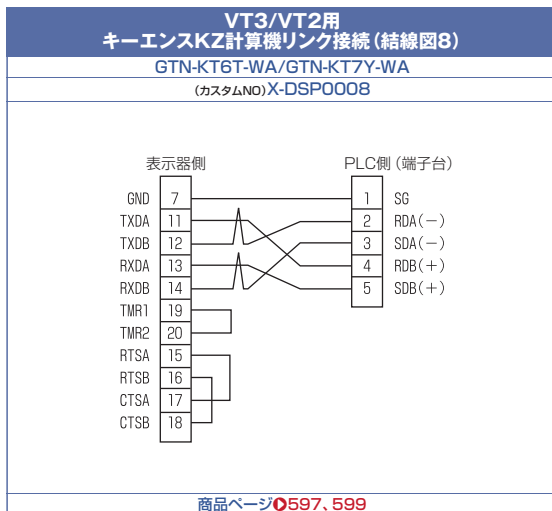 VT3/VT2用
キーエンスKZ計算機リンク接続(結線図8)
GTN-KT6T-WA/GTN-KT7Y-WA
(カスタムNO)X-DSP0008
表示器側 PLC側(端子台)
GND 7 1 SG
TXDA 11 2 RDA(−)
TXDB 12 3 SDA(−)
RXDA 13 4 RDB(+)
RXDB 14 5 SDB(+)
TMR1 19
TMR2 20
RTSA 15
RTSB 16
CTSA 17
CTSB 18
商品ページ597、599